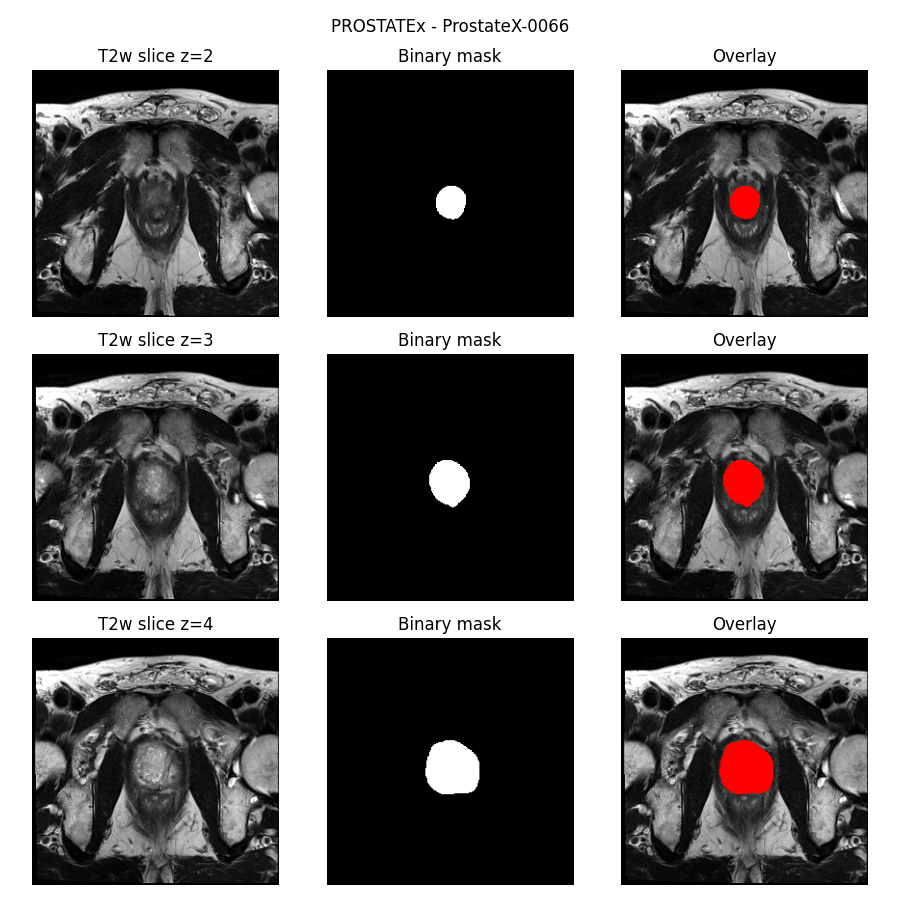 PROSTATEx - ProstateX-0066
T2w slice z=2
Binary mask
Overlay
T2w slice z=3
Binary mask
Overlay
T2w slice z=4
Binary mask
Overlay